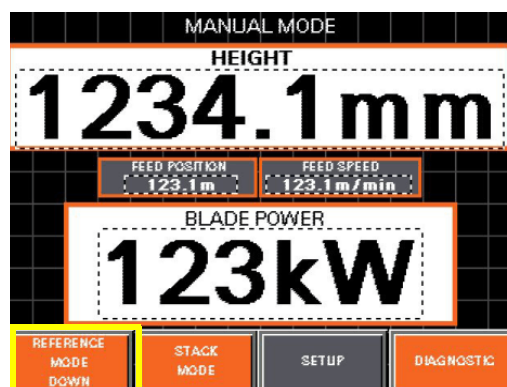 MANUAL MODE
HEIGHT
1234.1mm
FEED POSITION
123.1m
FEED SPEED
123.1m/min
BLADE POWER
123kW
REFERENCE
MODE
DOWN
STACK
MODE
SETUP
DIAGNOSTIC